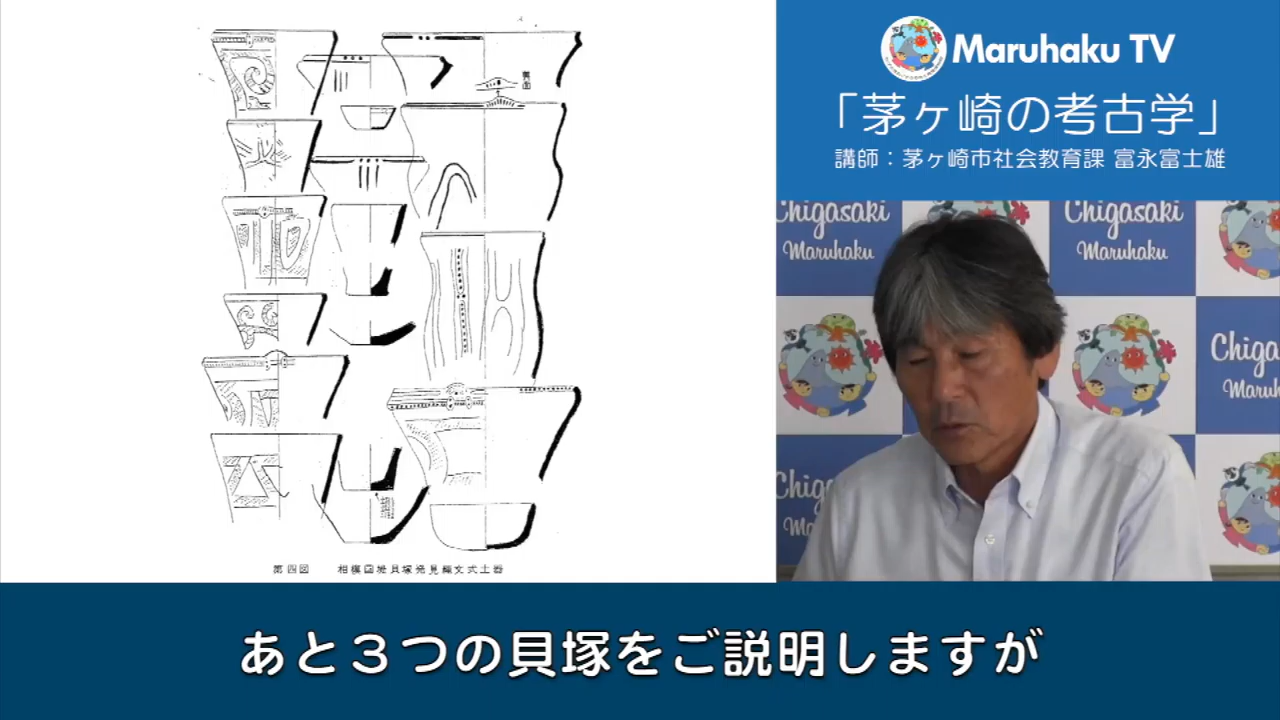 Maruhaku TV
「茅ヶ崎の考古学」
講師：茅ヶ崎市社会教育課 富永富士雄
Chigasaki
Maruhaku
Chigasaki
Maruhaku
裏面
第四図 相模国堤貝塚発見縄文式土器
あと３つの貝塚をご説明しますが